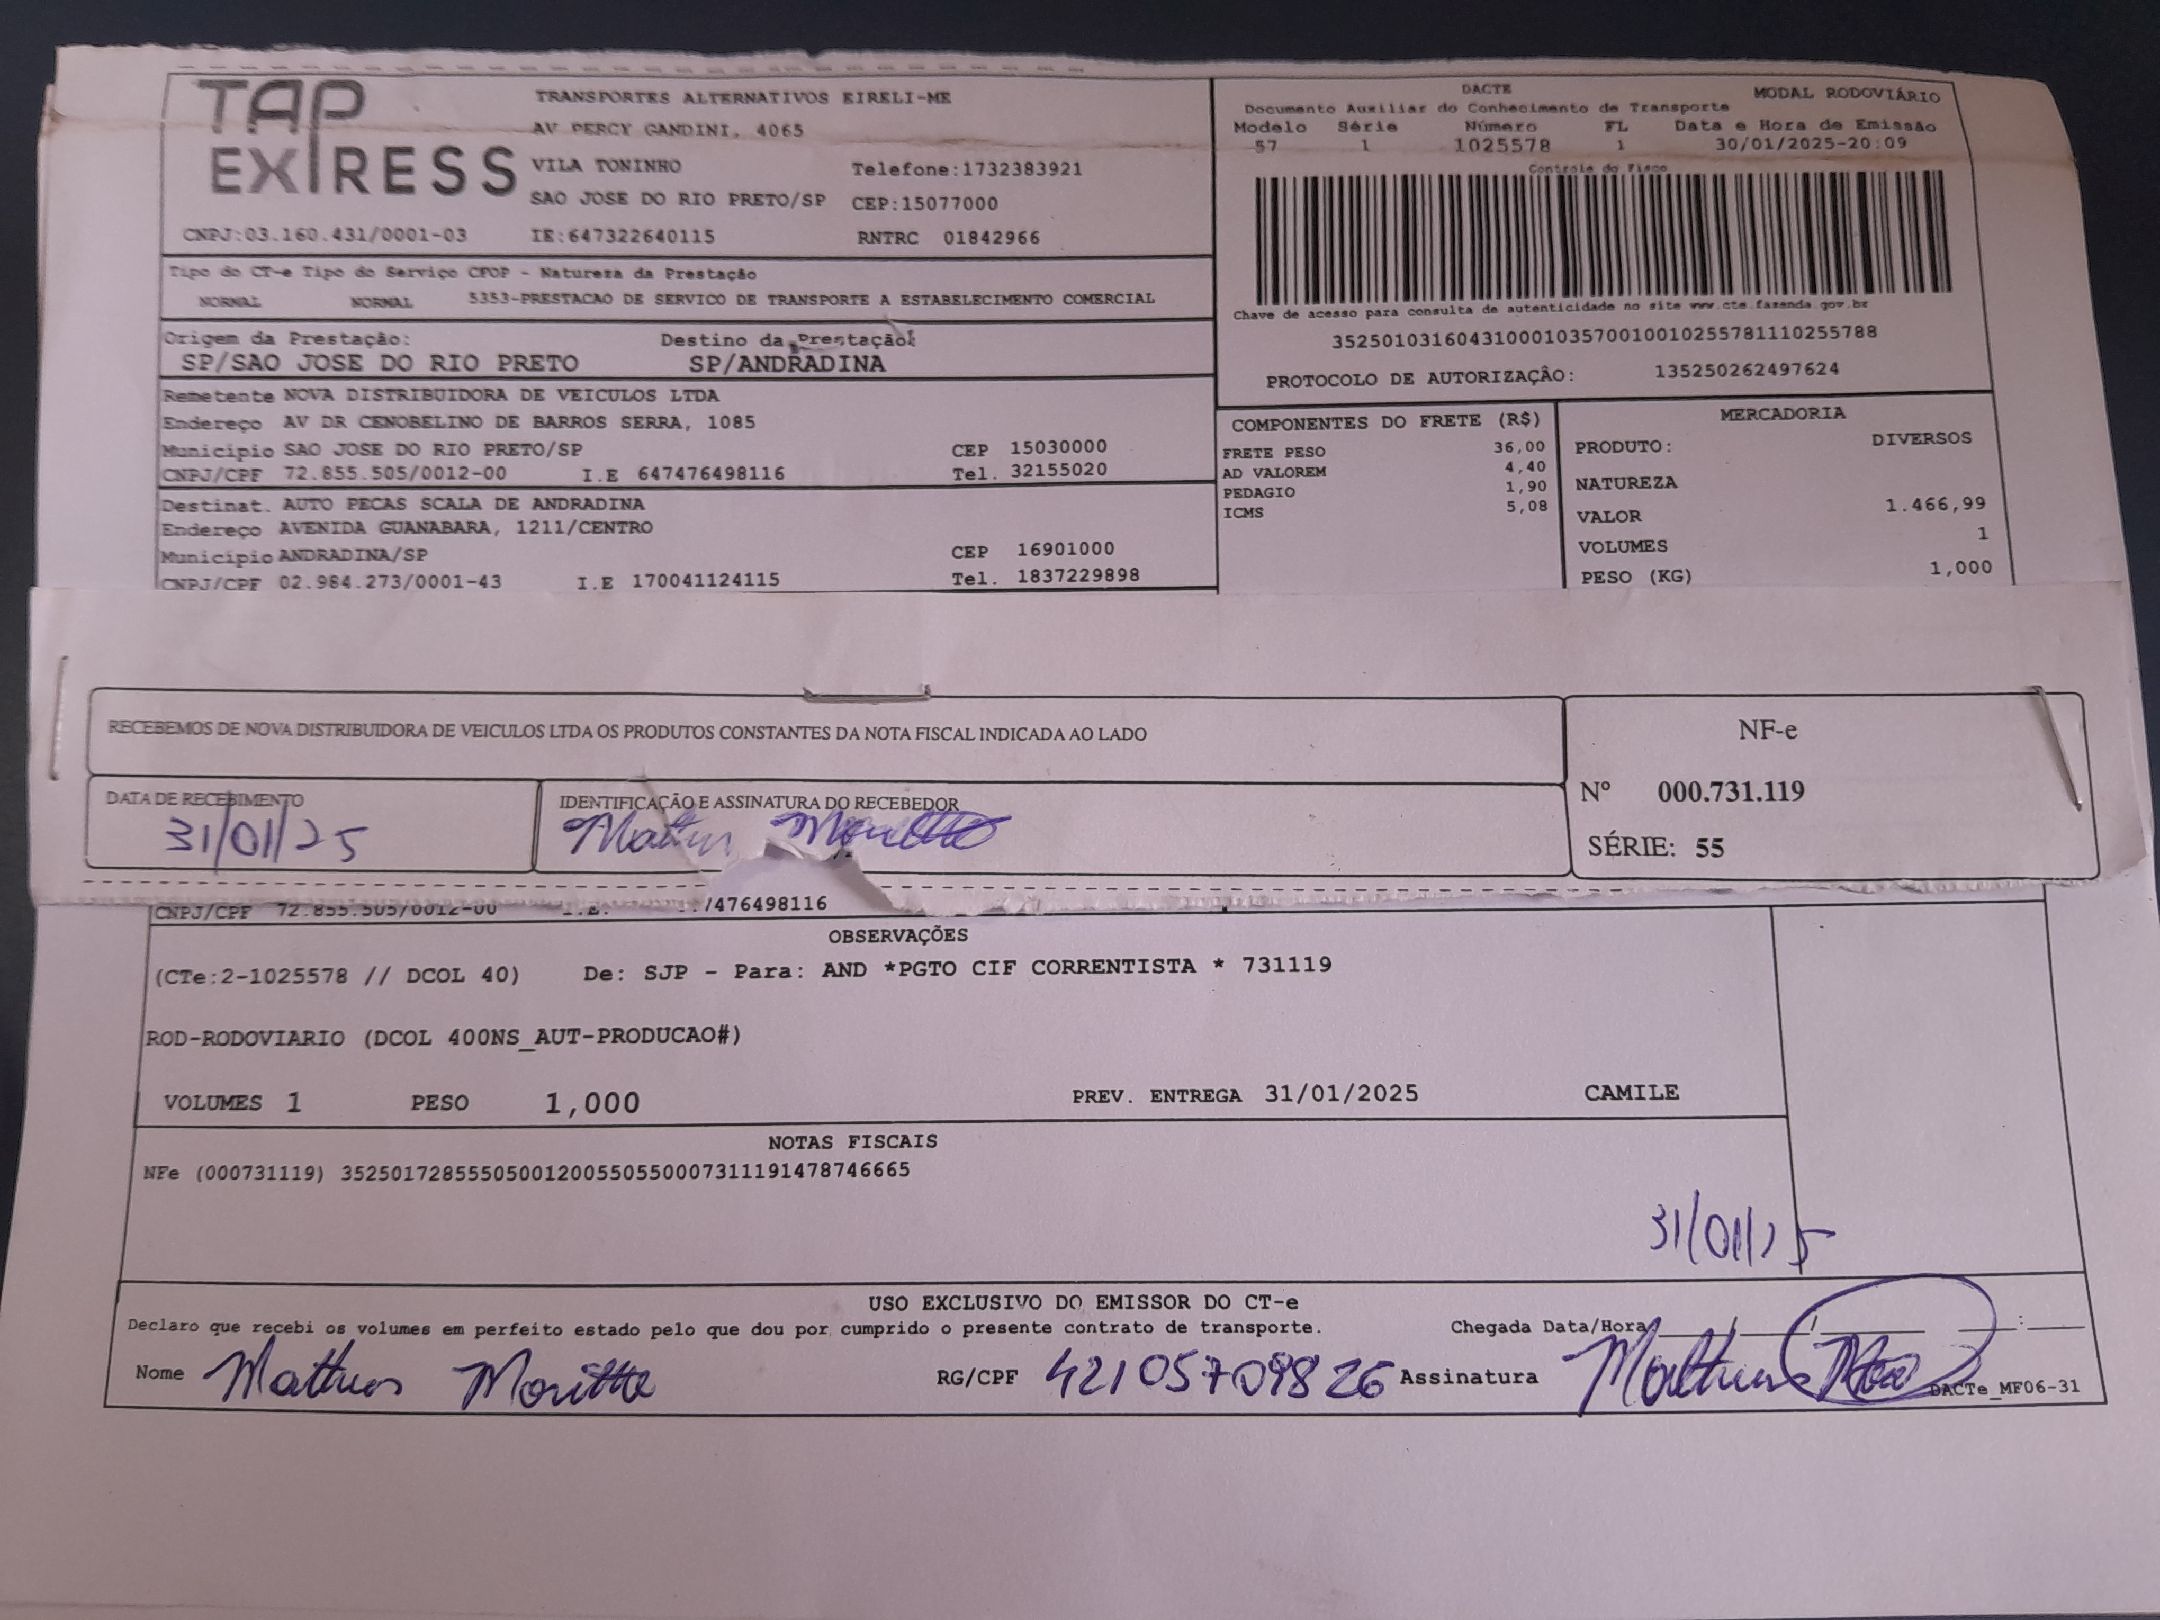 TAP EXPRESS
TRANSPORTES ALTERNATIVOS EIRELI-ME
AV PERCY GANDINI, 4065
VILA TONINHO Telefone:1732383921
SAO JOSE DO RIO PRETO/SP CEP:15077000
CNPJ:03.160.431/0001-03 IE:647322640115 RNTRC 01842966
DACTE MODAL RODOVIÁRIO
Documento Auxiliar do Conhecimento de Transporte
Modelo Série Número FL Data e Hora de Emissão
57 1 1025578 1 30/01/2025-20:09
Controle do Fisco
Chave de acesso para consulta de autenticidade no site www.cte.fazenda.gov.br
35250103160431000103570010010255781110255788
PROTOCOLO DE AUTORIZAÇÃO: 135250262497624
Tipo do CT-e Tipo do Serviço CFOP - Natureza da Prestação
NORMAL NORMAL 5353-PRESTACAO DE SERVICO DE TRANSPORTE A ESTABELECIMENTO COMERCIAL
Origem da Prestação: Destino da Prestação:
SP/SAO JOSE DO RIO PRETO SP/ANDRADINA
Remetente NOVA DISTRIBUIDORA DE VEICULOS LTDA
Endereço AV DR CENOBELINO DE BARROS SERRA, 1085
Município SAO JOSE DO RIO PRETO/SP CEP 15030000
CNPJ/CPF 72.855.505/0012-00 I.E 647476498116 Tel. 32155020
Destinat. AUTO PECAS SCALA DE ANDRADINA
Endereço AVENIDA GUANABARA, 1211/CENTRO
Município ANDRADINA/SP CEP 16901000
CNPJ/CPF 02.984.273/0001-43 I.E 170041124115 Tel. 1837229898
COMPONENTES DO FRETE (R$)
FRETE PESO 36,00
AD VALOREM 4,40
PEDAGIO 1,90
ICMS 5,08
MERCADORIA
PRODUTO: DIVERSOS
NATUREZA
VALOR 1.466,99
VOLUMES 1
PESO (KG) 1,000
RECEBEMOS DE NOVA DISTRIBUIDORA DE VEICULOS LTDA OS PRODUTOS CONSTANTES DA NOTA FISCAL INDICADA AO LADO
DATA DE RECEBIMENTO IDENTIFICAÇÃO E ASSINATURA DO RECEBEDOR
31/01/25
NF-e
Nº 000.731.119
SÉRIE: 55
CNPJ/CPF 72.855.505/0012-00 I.E. 7476498116
OBSERVAÇÕES
(CTe:2-1025578 // DCOL 40) De: SJP - Para: AND *PGTO CIF CORRENTISTA * 731119
ROD-RODOVIARIO (DCOL 400NS_AUT-PRODUCAO#)
VOLUMES 1 PESO 1,000 PREV. ENTREGA 31/01/2025 CAMILE
NOTAS FISCAIS
NFe (000731119) 35250172855505001200550550007311191478746665
31/01/25
USO EXCLUSIVO DO EMISSOR DO CT-e
Declaro que recebi os volumes em perfeito estado pelo que dou por cumprido o presente contrato de transporte. Chegada Data/Hora
Nome RG/CPF 42105709826 Assinatura
DACTe_MF06-31